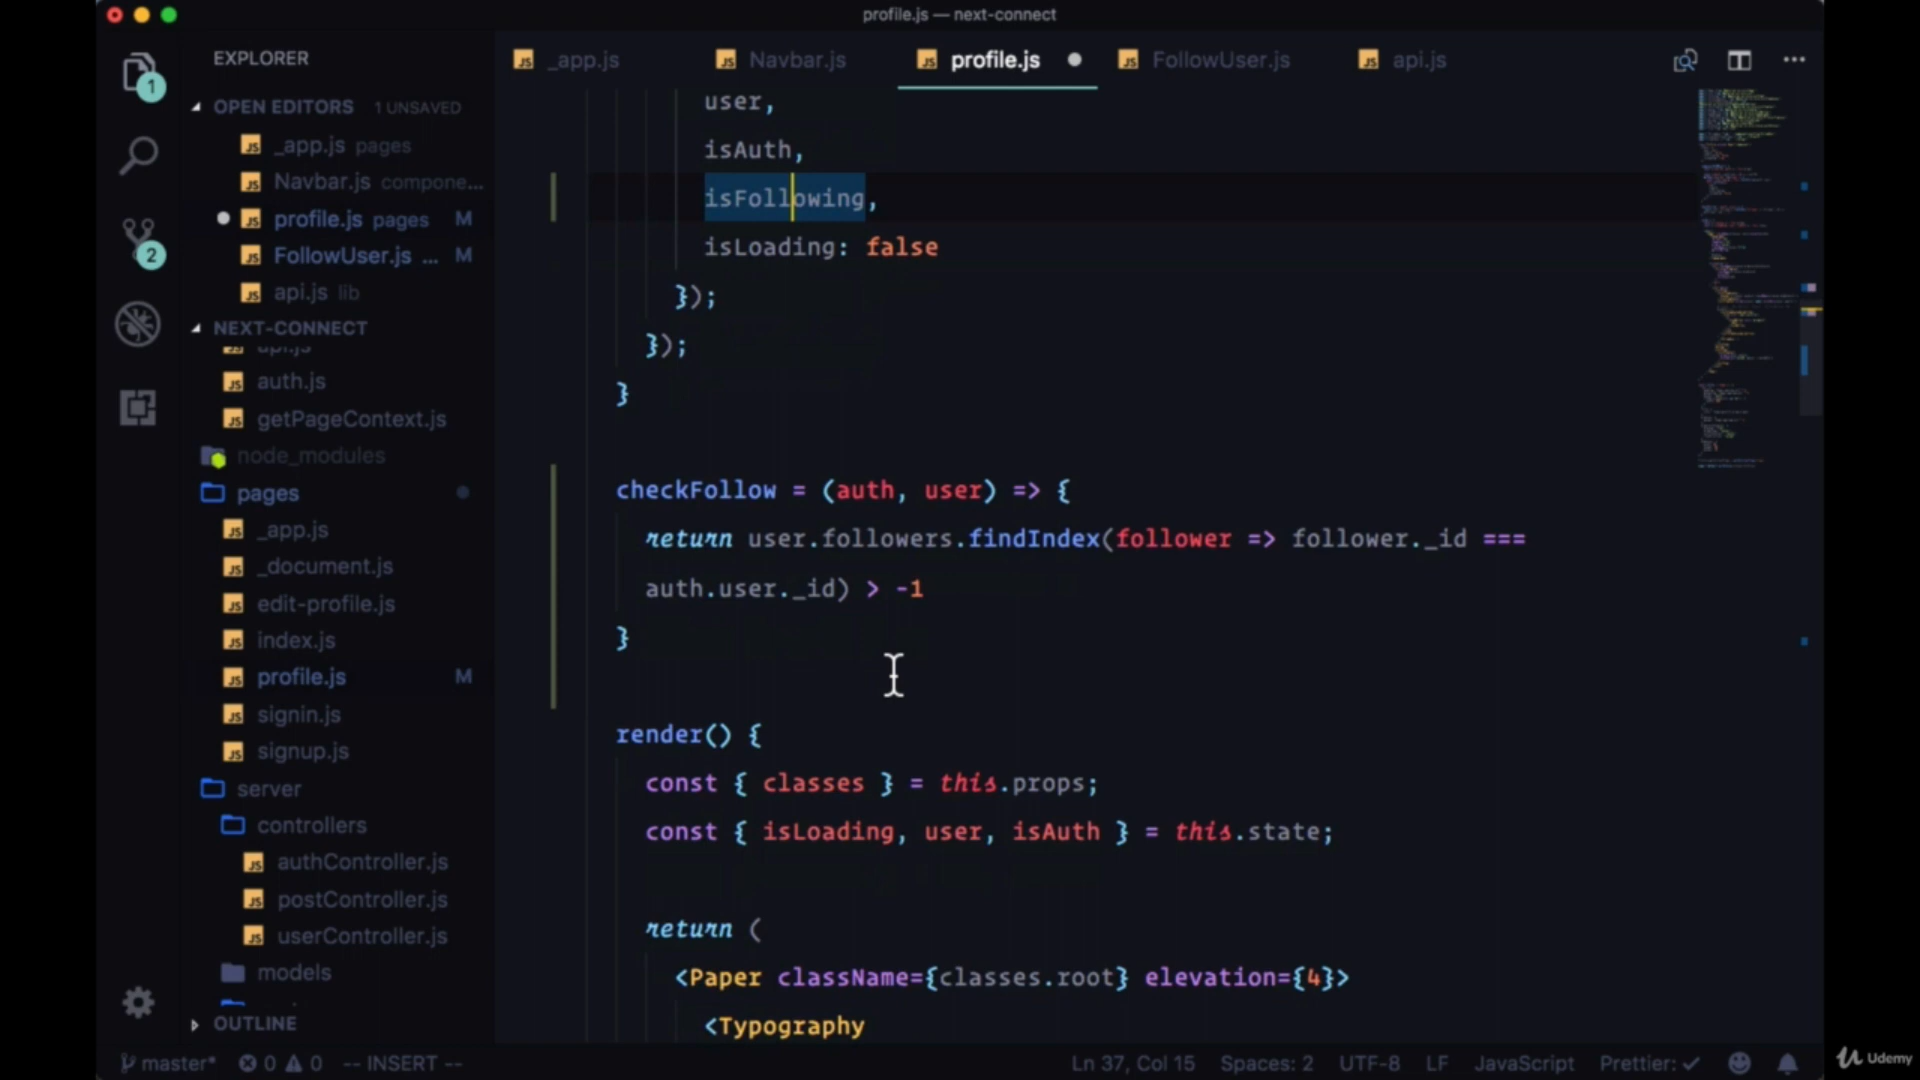 profile.js — next-connect
EXPLORER
_app.js
Navbar.js
profile.js
FollowUser.js
api.js
1
OPEN EDITORS 1 UNSAVED
_app.js pages
Navbar.js compone...
profile.js pages M
FollowUser.js ... M
api.js lib
2
NEXT-CONNECT
api.js
auth.js
getPageContext.js
node_modules
pages
_app.js
_document.js
edit-profile.js
index.js
profile.js M
signin.js
signup.js
server
controllers
authController.js
postController.js
userController.js
models
OUTLINE
user,
isAuth,
isFollowing,
isLoading: false
});
});
}
checkFollow = (auth, user) => {
return user.followers.findIndex(follower => follower._id ===
auth.user._id) > -1
}
render() {
const { classes } = this.props;
const { isLoading, user, isAuth } = this.state;
return (
<Paper className={classes.root} elevation={4}>
<Typography
master* 0 0 -- INSERT -- Ln 37, Col 15 Spaces: 2 UTF-8 LF JavaScript Prettier: ✓
Udemy